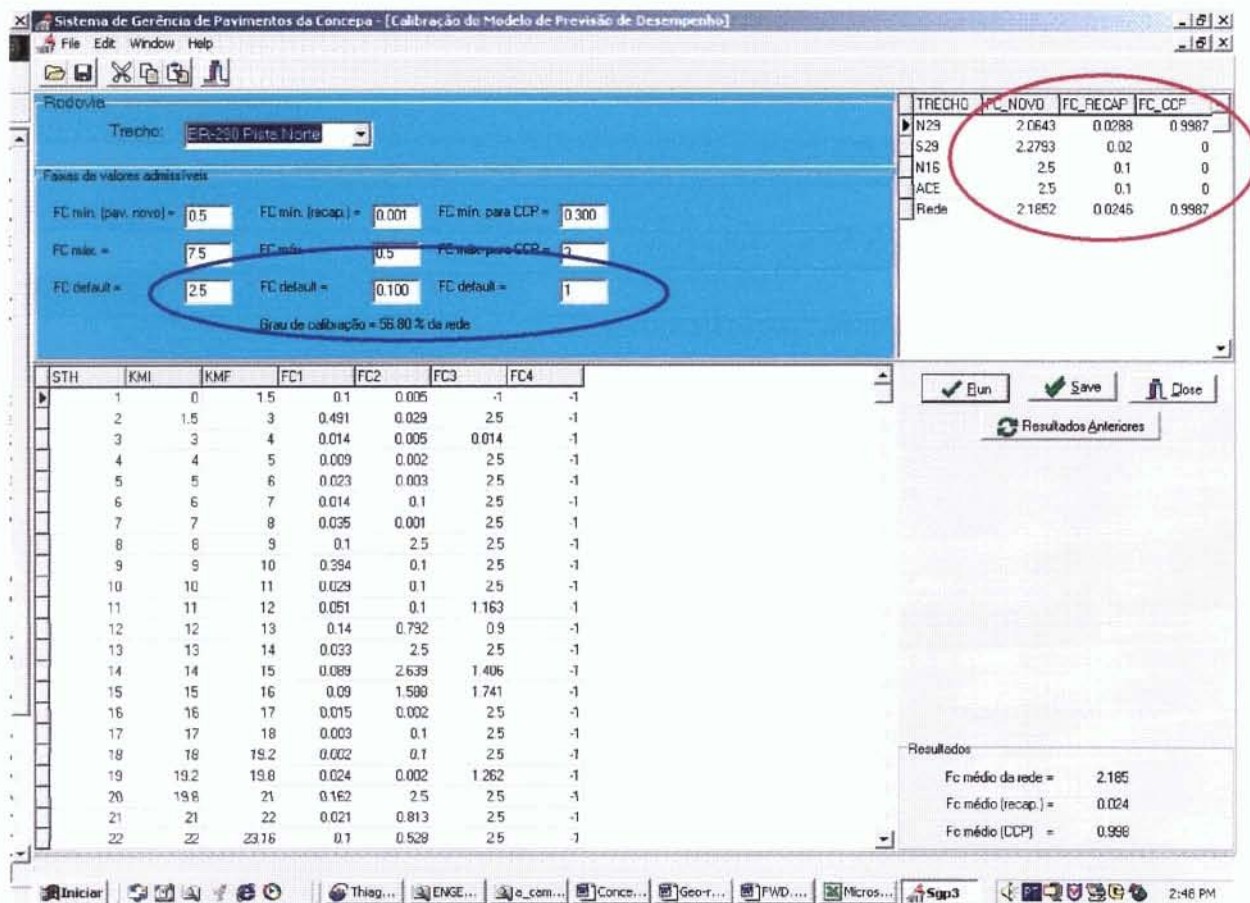 Sistema de Gerência de Pavimentos da Concepa - [Calibração do Modelo de Previsão de Desempenho]
File Edit Window Help
Rodovia
Trecho: BR-290 Pista Norte
Faixas de valores admissíveis
FC mín. (pav. novo) = 0.5 FC mín. (recap.) = 0.001 FC mín. para CCP = 0.300
FC máx. = 7.5 FC máx. 0.5 FC máx. para CCP = 3
FC default = 2.5 FC default = 0.100 FC default = 1
Grau de calibração = 56.80 % da rede
TRECHO FC_NOVO FC_RECAP FC_CCP
N29 2.0643 0.0288 0.9987
S29 2.2793 0.02 0
N16 2.5 0.1 0
ACE 2.5 0.1 0
Rede 2.1852 0.0246 0.9987
STH KMI KMF FC1 FC2 FC3 FC4
1 0 1.5 0.1 0.005 -1 -1
2 1.5 3 0.491 0.029 2.5 -1
3 3 4 0.014 0.005 0.014 -1
4 4 5 0.009 0.002 2.5 -1
5 5 6 0.023 0.003 2.5 -1
6 6 7 0.014 0.1 2.5 -1
7 7 8 0.035 0.001 2.5 -1
8 8 9 0.1 2.5 2.5 -1
9 9 10 0.394 0.1 2.5 -1
10 10 11 0.029 0.1 2.5 -1
11 11 12 0.051 0.1 1.163 -1
12 12 13 0.14 0.792 0.9 -1
13 13 14 0.033 2.5 2.5 -1
14 14 15 0.089 2.639 1.406 -1
15 15 16 0.09 1.588 1.741 -1
16 16 17 0.015 0.002 2.5 -1
17 17 18 0.003 0.1 2.5 -1
18 18 19.2 0.002 0.1 2.5 -1
19 19.2 19.8 0.024 0.002 1.262 -1
20 19.8 21 0.162 2.5 2.5 -1
21 21 22 0.021 0.813 2.5 -1
22 22 23.16 0.1 0.528 2.5 -1
Run Save Close
Resultados Anteriores
Resultados
Fc médio da rede = 2.185
Fc médio (recap.) = 0.024
Fc médio (CCP) = 0.998
Iniciar Thiag... ENGE... a_cam... Conce... Geo-r... FWD.... Micros... Sgp3 2:46 PM